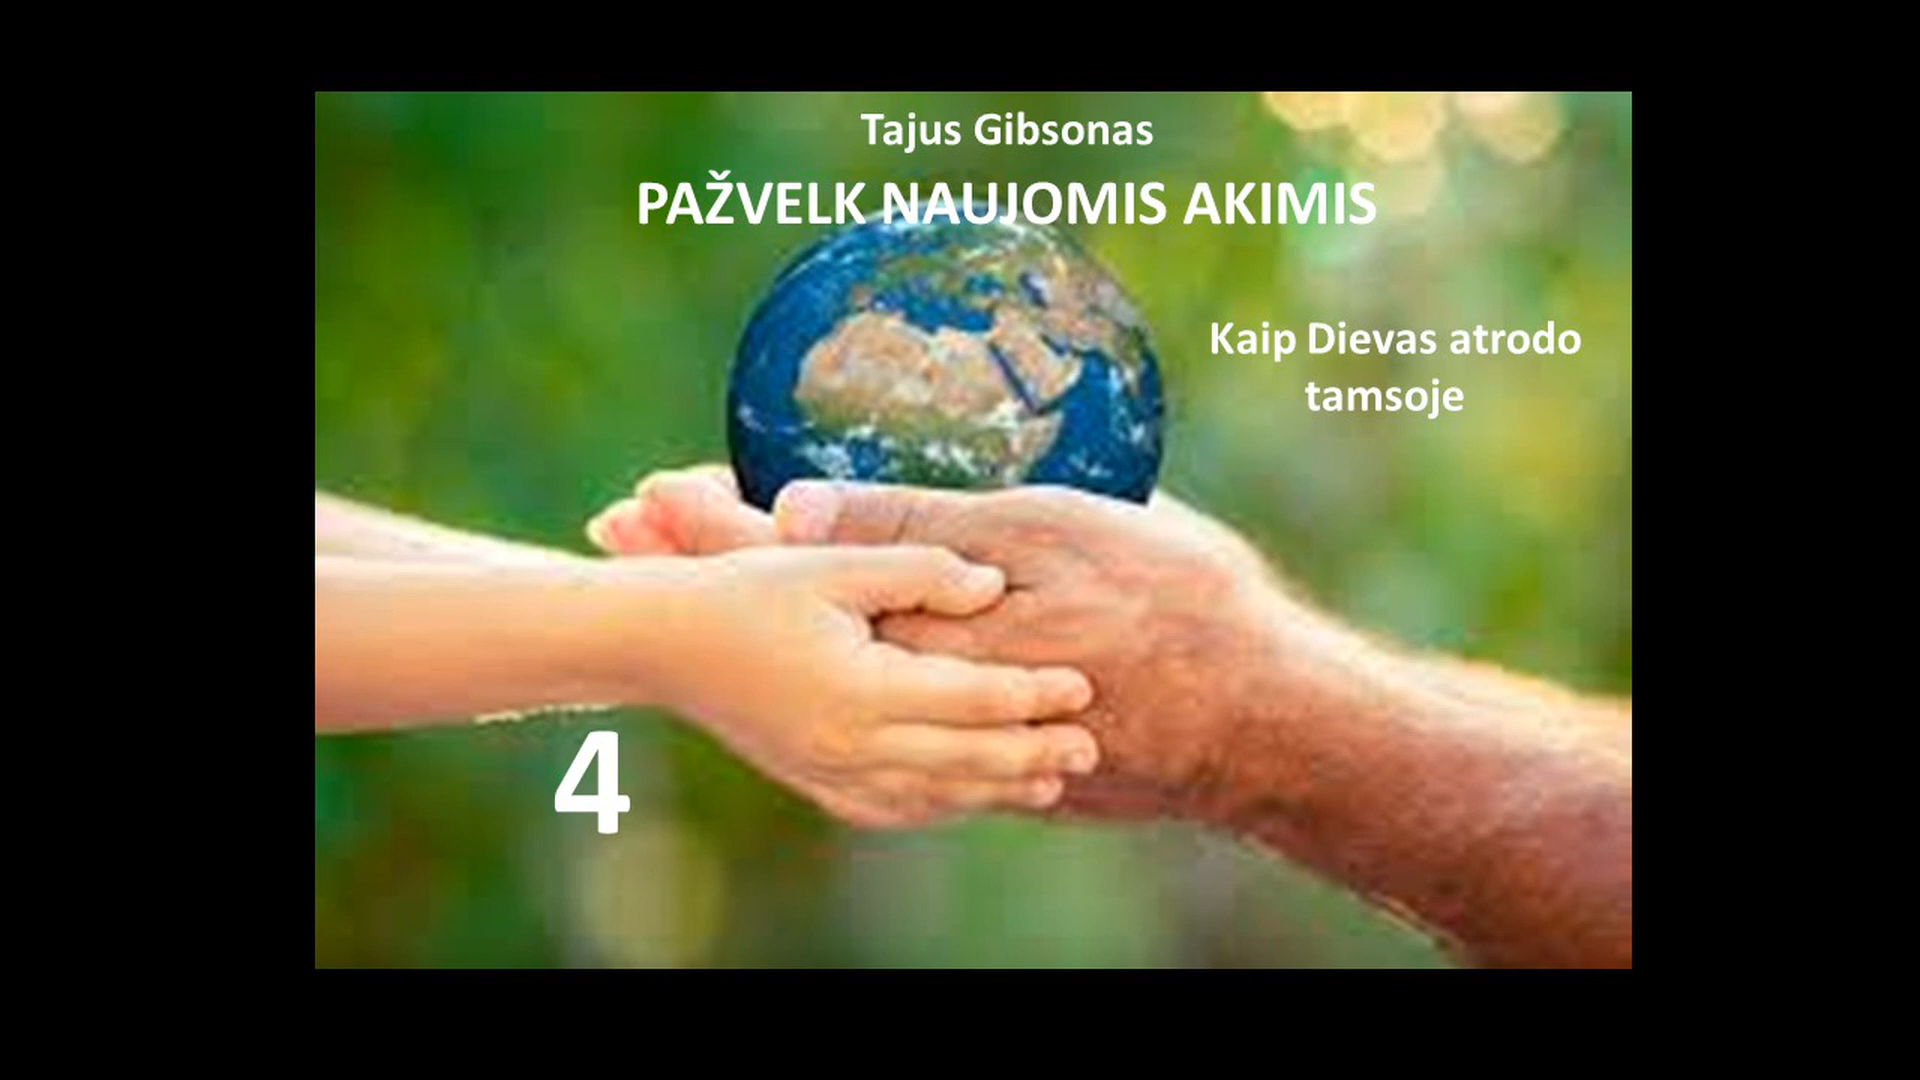 Tajus Gibsonas
PAŽVELK NAUJOMIS AKIMIS
Kaip Dievas atrodo
tamsoje
4